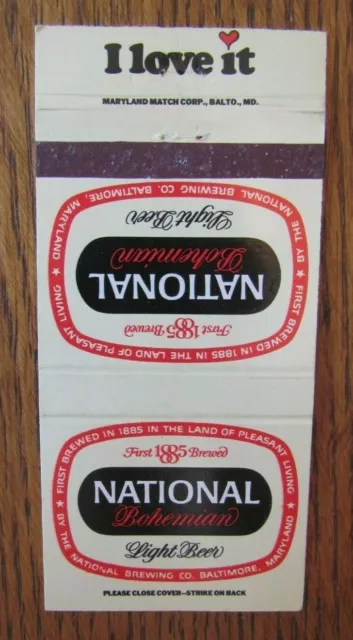 I love it
MARYLAND MATCH CORP., BALTO., MD.
FIRST BREWED IN 1885 IN THE LAND OF PLEASANT LIVING
First 1885 Brewed
NATIONAL
Bohemian
Light Beer
BY THE NATIONAL BREWING CO. BALTIMORE, MARYLAND
FIRST BREWED IN 1885 IN THE LAND OF PLEASANT LIVING
First 1885 Brewed
NATIONAL
Bohemian
Light Beer
BY THE NATIONAL BREWING CO. BALTIMORE, MARYLAND
PLEASE CLOSE COVER—STRIKE ON BACK